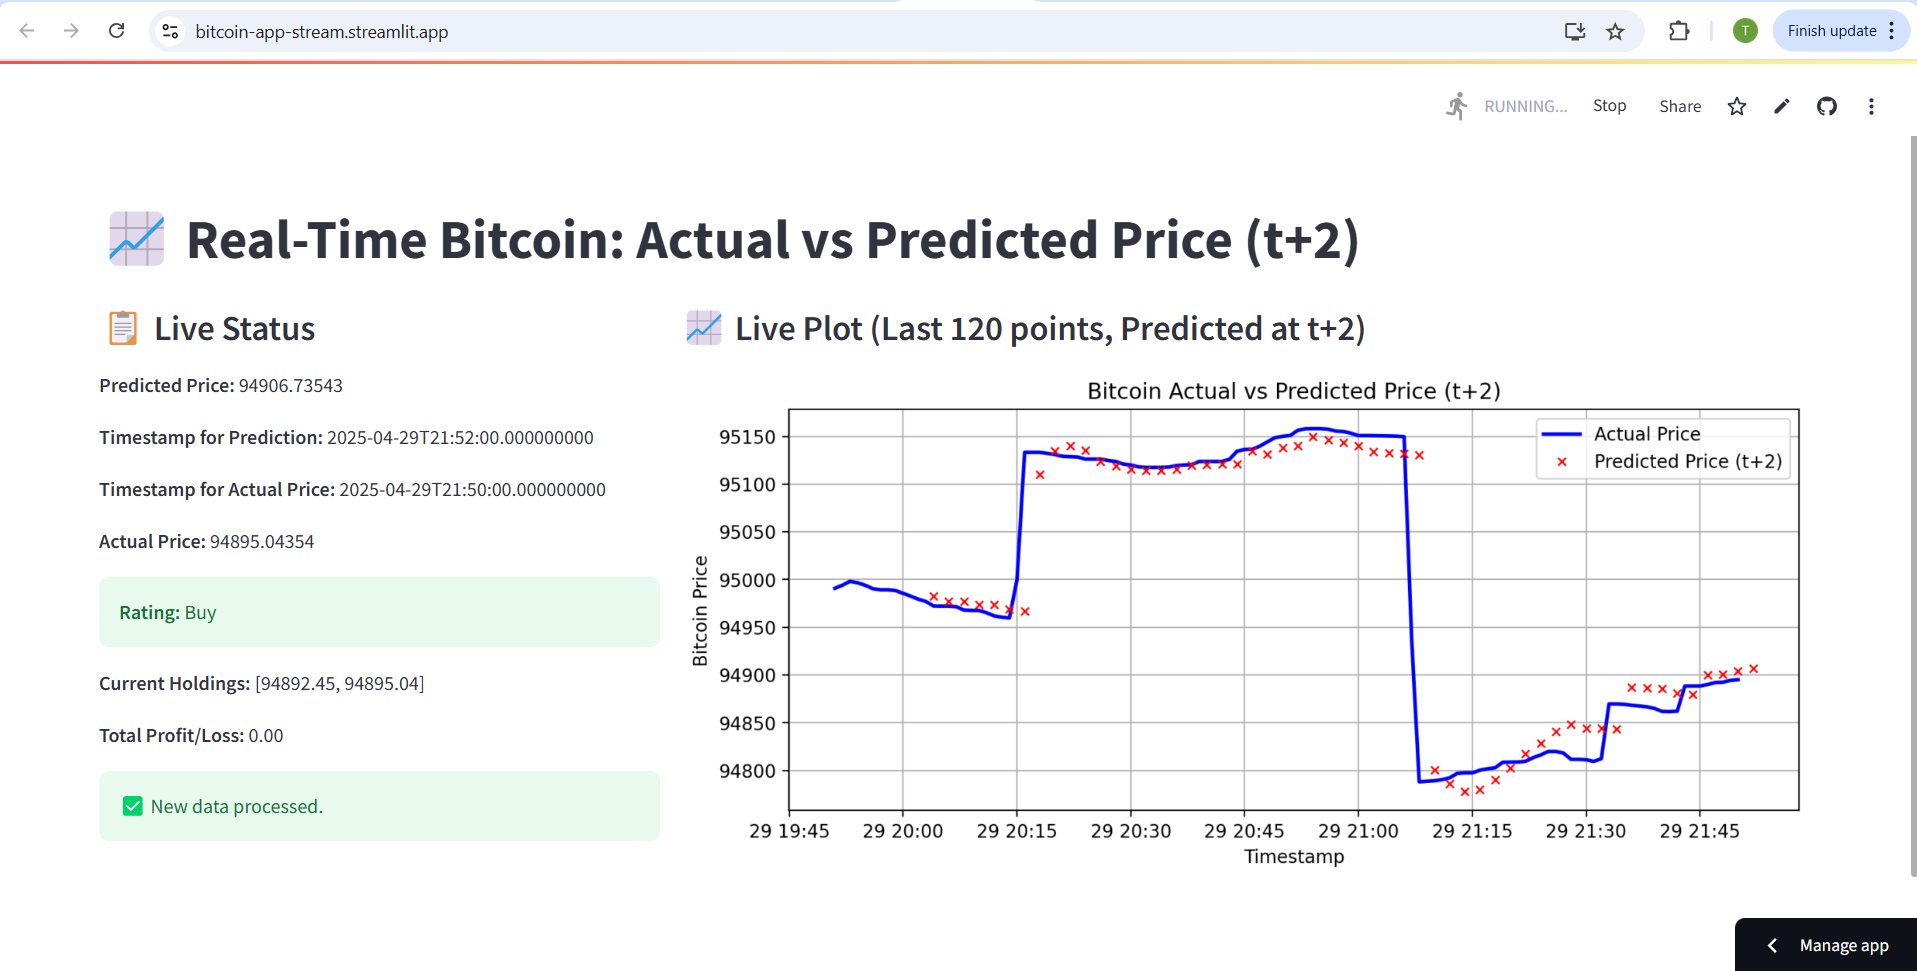 bitcoin-app-stream.streamlit.app
T
Finish update
RUNNING...
Stop
Share
Real-Time Bitcoin: Actual vs Predicted Price (t+2)
Live Status
Predicted Price: 94906.73543
Timestamp for Prediction: 2025-04-29T21:52:00.000000000
Timestamp for Actual Price: 2025-04-29T21:50:00.000000000
Actual Price: 94895.04354
Rating: Buy
Current Holdings: [94892.45, 94895.04]
Total Profit/Loss: 0.00
New data processed.
Live Plot (Last 120 points, Predicted at t+2)
Bitcoin Actual vs Predicted Price (t+2)
Actual Price
Predicted Price (t+2)
Bitcoin Price
95150
95100
95050
95000
94950
94900
94850
94800
29 19:45 29 20:00 29 20:15 29 20:30 29 20:45 29 21:00 29 21:15 29 21:30 29 21:45
Timestamp
Manage app